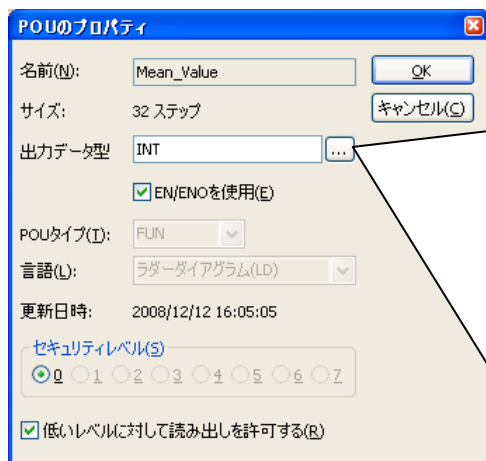 POUのプロパティ
名前(N): Mean_Value OK
サイズ: 32 ステップ キャンセル(C)
出力データ型 INT ...
EN/ENOを使用(E)
POUタイプ(T): FUN
言語(L): ラダーダイアグラム(LD)
更新日時: 2008/12/12 16:05:05
セキュリティレベル(S)
0 1 2 3 4 5 6 7
低いレベルに対して読み出しを許可する(R)